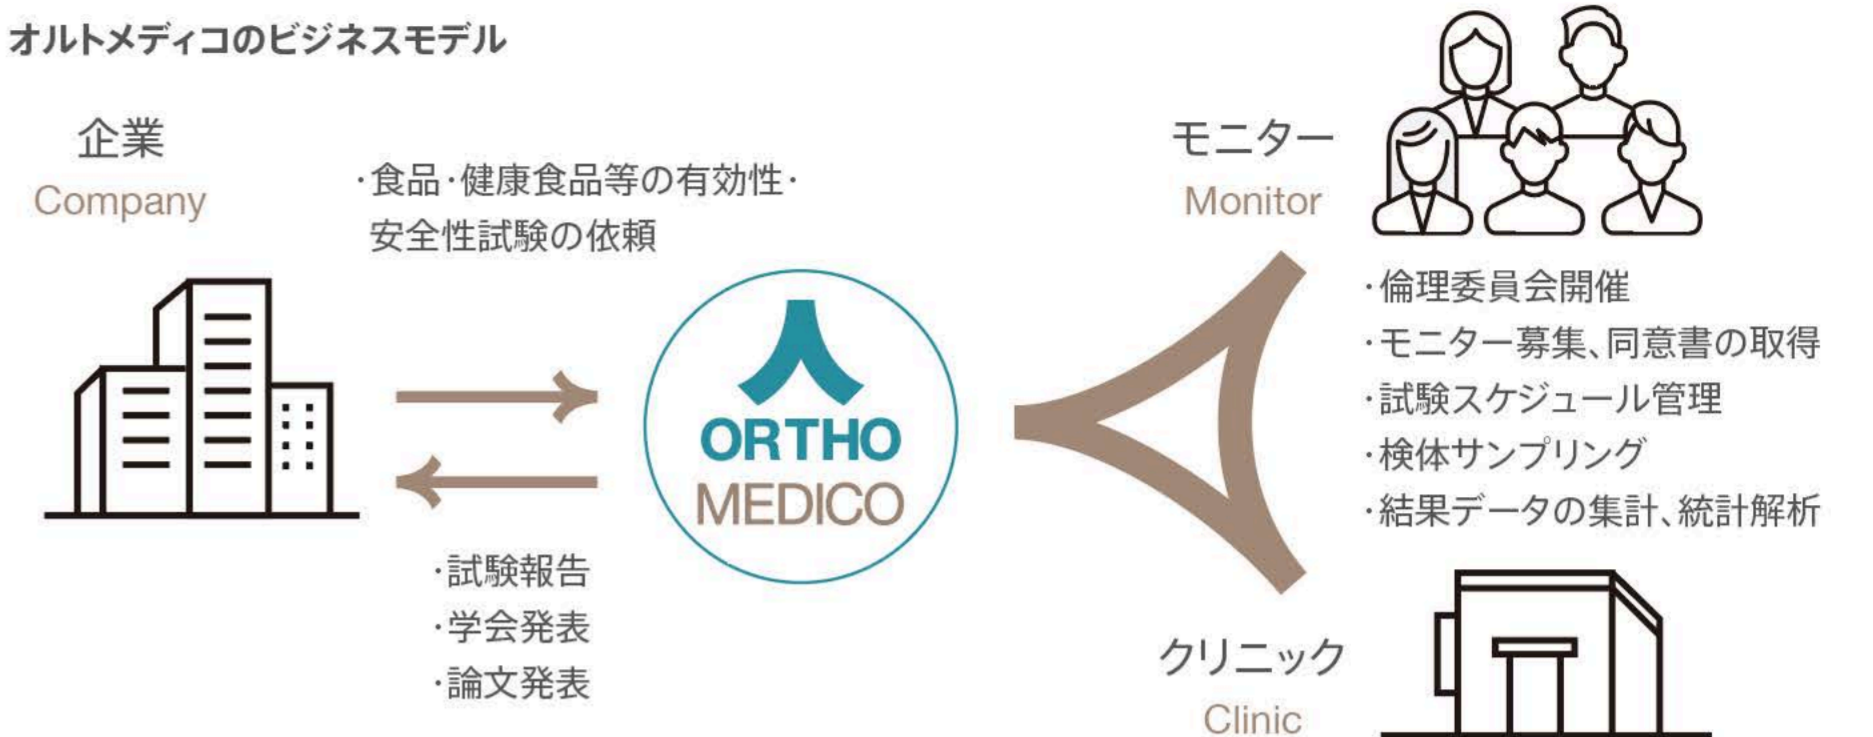 オルトメディコのビジネスモデル
企業
Company
・食品・健康食品等の有効性・
安全性試験の依頼
ORTHO
MEDICO
・試験報告
・学会発表
・論文発表
モニター
Monitor
・倫理委員会開催
・モニター募集、同意書の取得
・試験スケジュール管理
・検体サンプリング
・結果データの集計、統計解析
クリニック
Clinic